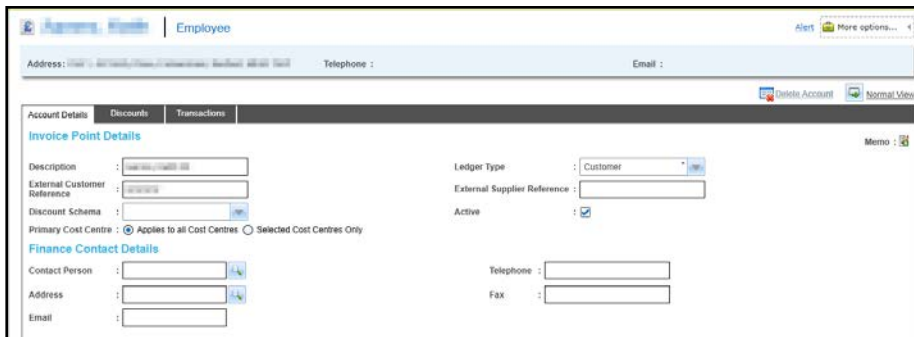 Employee
Alert More options...
Address: Telephone : Email :
Delete Account Normal View
Account Details Discounts Transactions
Invoice Point Details
Memo :
Description : Ledger Type : Customer
External Customer Reference : External Supplier Reference :
Discount Schema : Active :
Primary Cost Centre : Applies to all Cost Centres Selected Cost Centres Only
Finance Contact Details
Contact Person : Telephone :
Address : Fax :
Email :